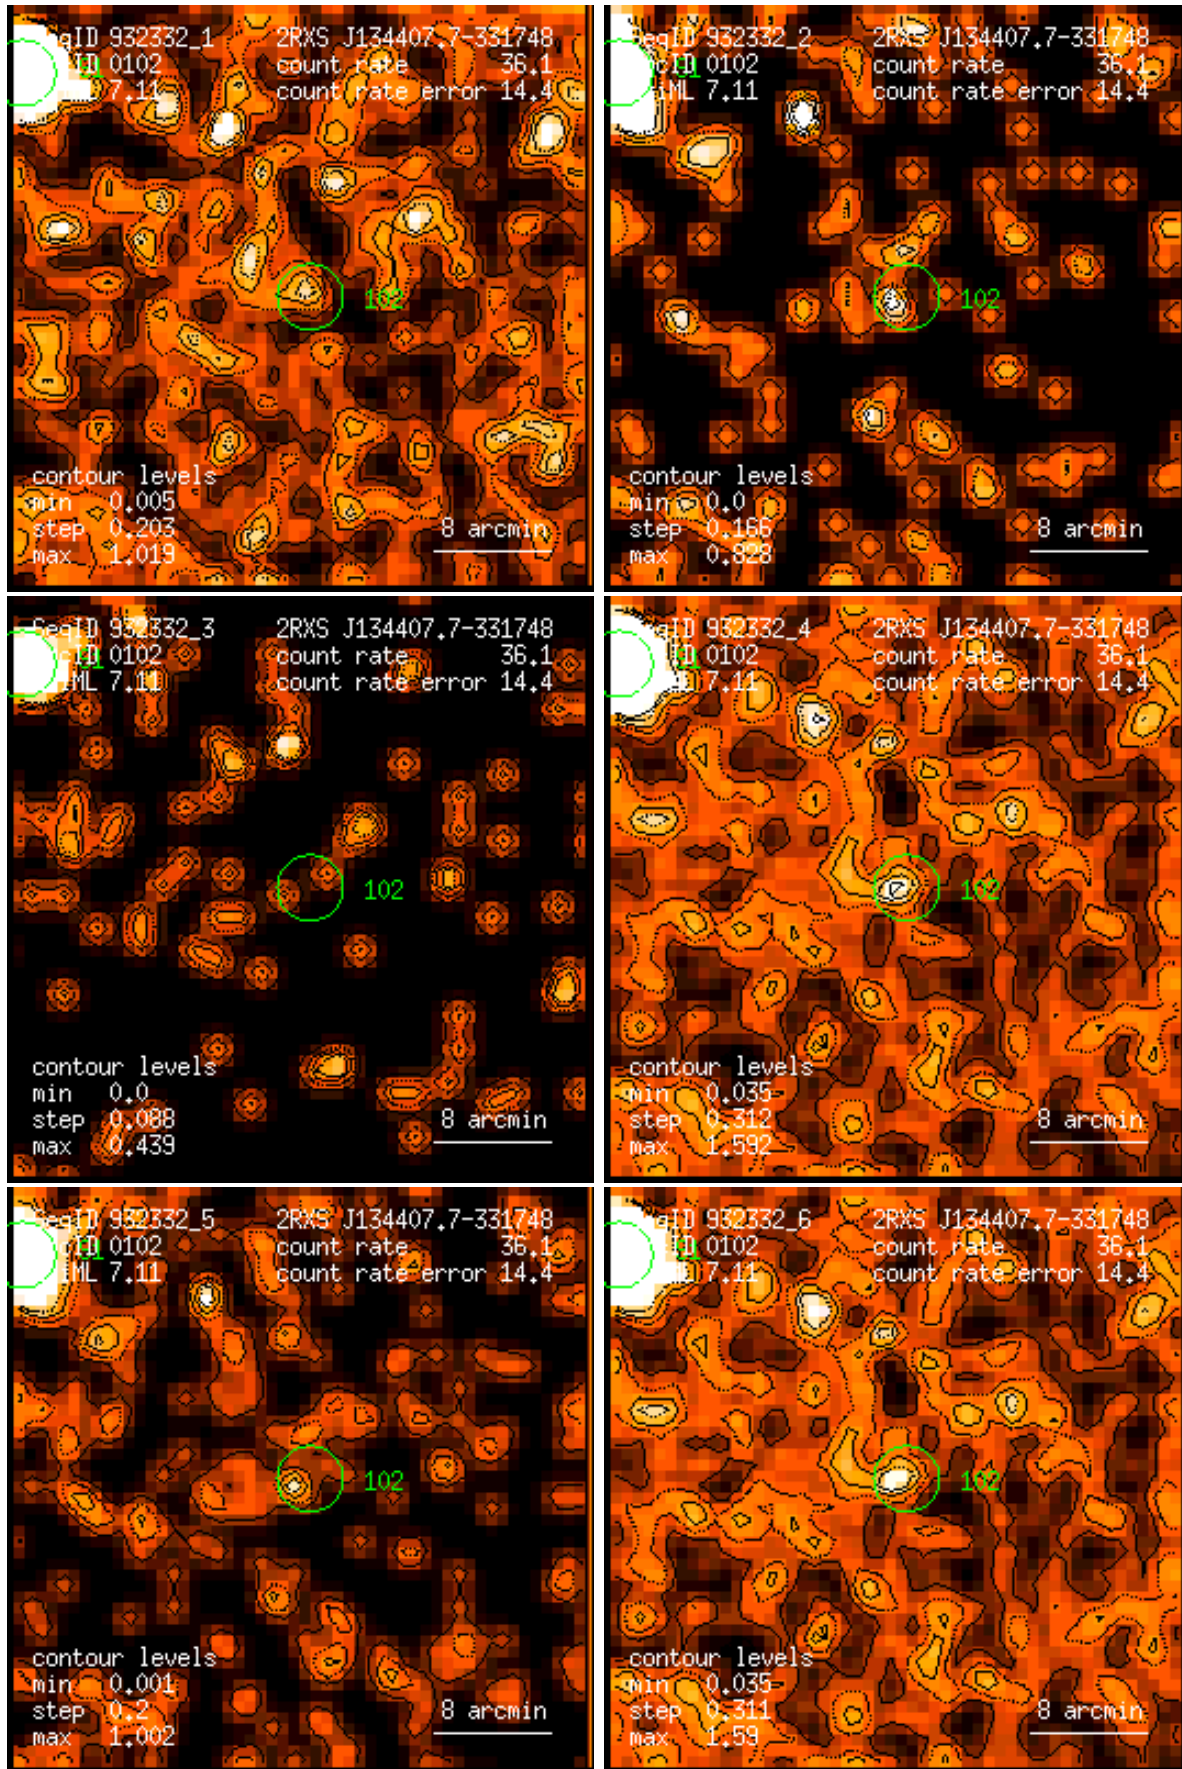 SeqID 932332_1 2RXS J134407.7-331748
ID 0102 count rate 36.1
ML 7.11 count rate error 14.4
102
contour levels
min 0.005
step 0.203 8 arcmin
max 1.019
SeqID 932332_2 2RXS J134407.7-331748
ID 0102 count rate 36.1
iML 7.11 count rate error 14.4
102
contour levels
min 0.0
step 0.166 8 arcmin
max 0.828
SeqID 932332_3 2RXS J134407.7-331748
ID 0102 count rate 36.1
ML 7.11 count rate error 14.4
102
contour levels
min 0.0
step 0.088 8 arcmin
max 0.439
SeqID 932332_4 2RXS J134407.7-331748
ID 0102 count rate 36.1
ML 7.11 count rate error 14.4
102
contour levels
min 0.035
step 0.312 8 arcmin
max 1.592
SeqID 932332_5 2RXS J134407.7-331748
ID 0102 count rate 36.1
ML 7.11 count rate error 14.4
102
contour levels
min 0.001
step 0.2 8 arcmin
max 1.002
SeqID 932332_6 2RXS J134407.7-331748
ID 0102 count rate 36.1
ML 7.11 count rate error 14.4
102
contour levels
min 0.035
step 0.311 8 arcmin
max 1.59